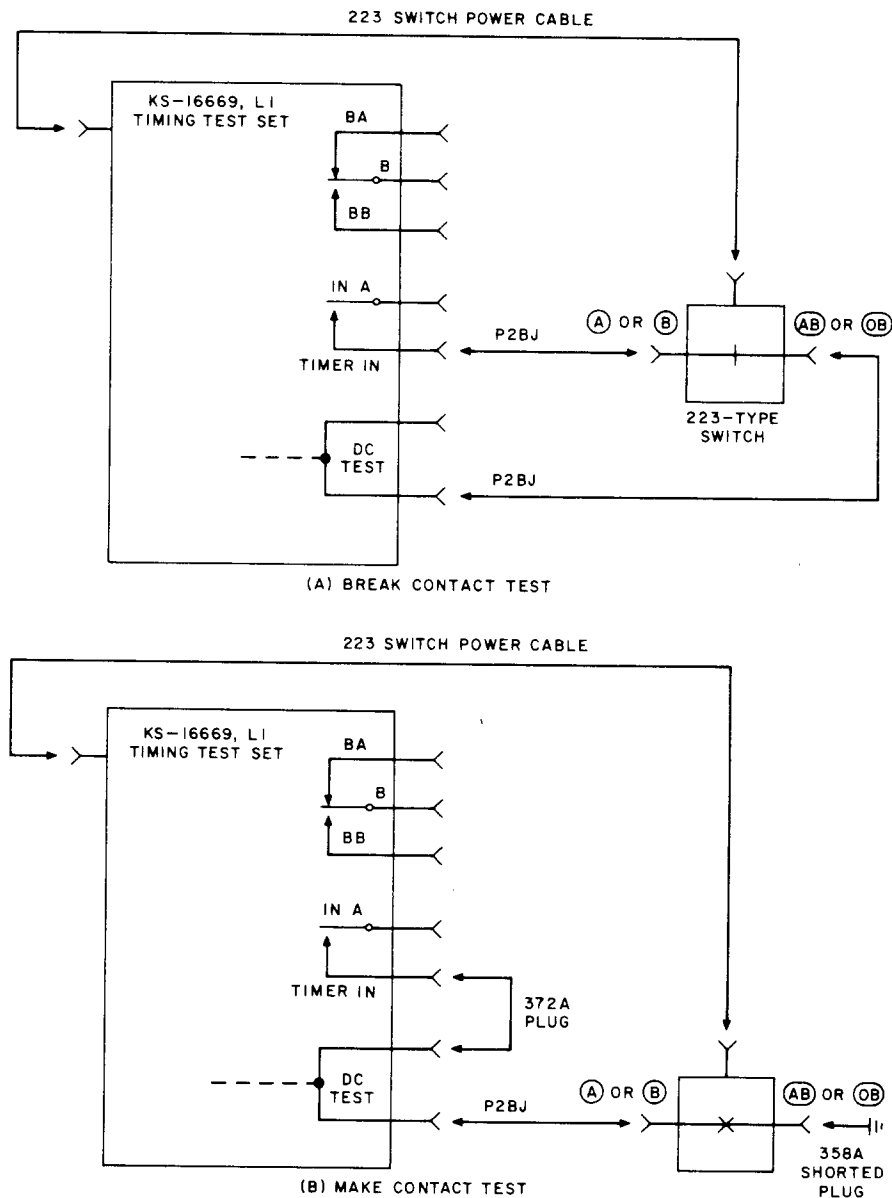 223 SWITCH POWER CABLE
KS-16669, L1
TIMING TEST SET
BA
B
BB
IN A
TIMER IN
P2BJ
A OR B
AB OR OB
223-TYPE
SWITCH
DC
TEST
P2BJ
(A) BREAK CONTACT TEST
223 SWITCH POWER CABLE
KS-16669, L1
TIMING TEST SET
BA
B
BB
IN A
TIMER IN
372A
PLUG
DC
TEST
P2BJ
A OR B
AB OR OB
358A
SHORTED
PLUG
(B) MAKE CONTACT TEST